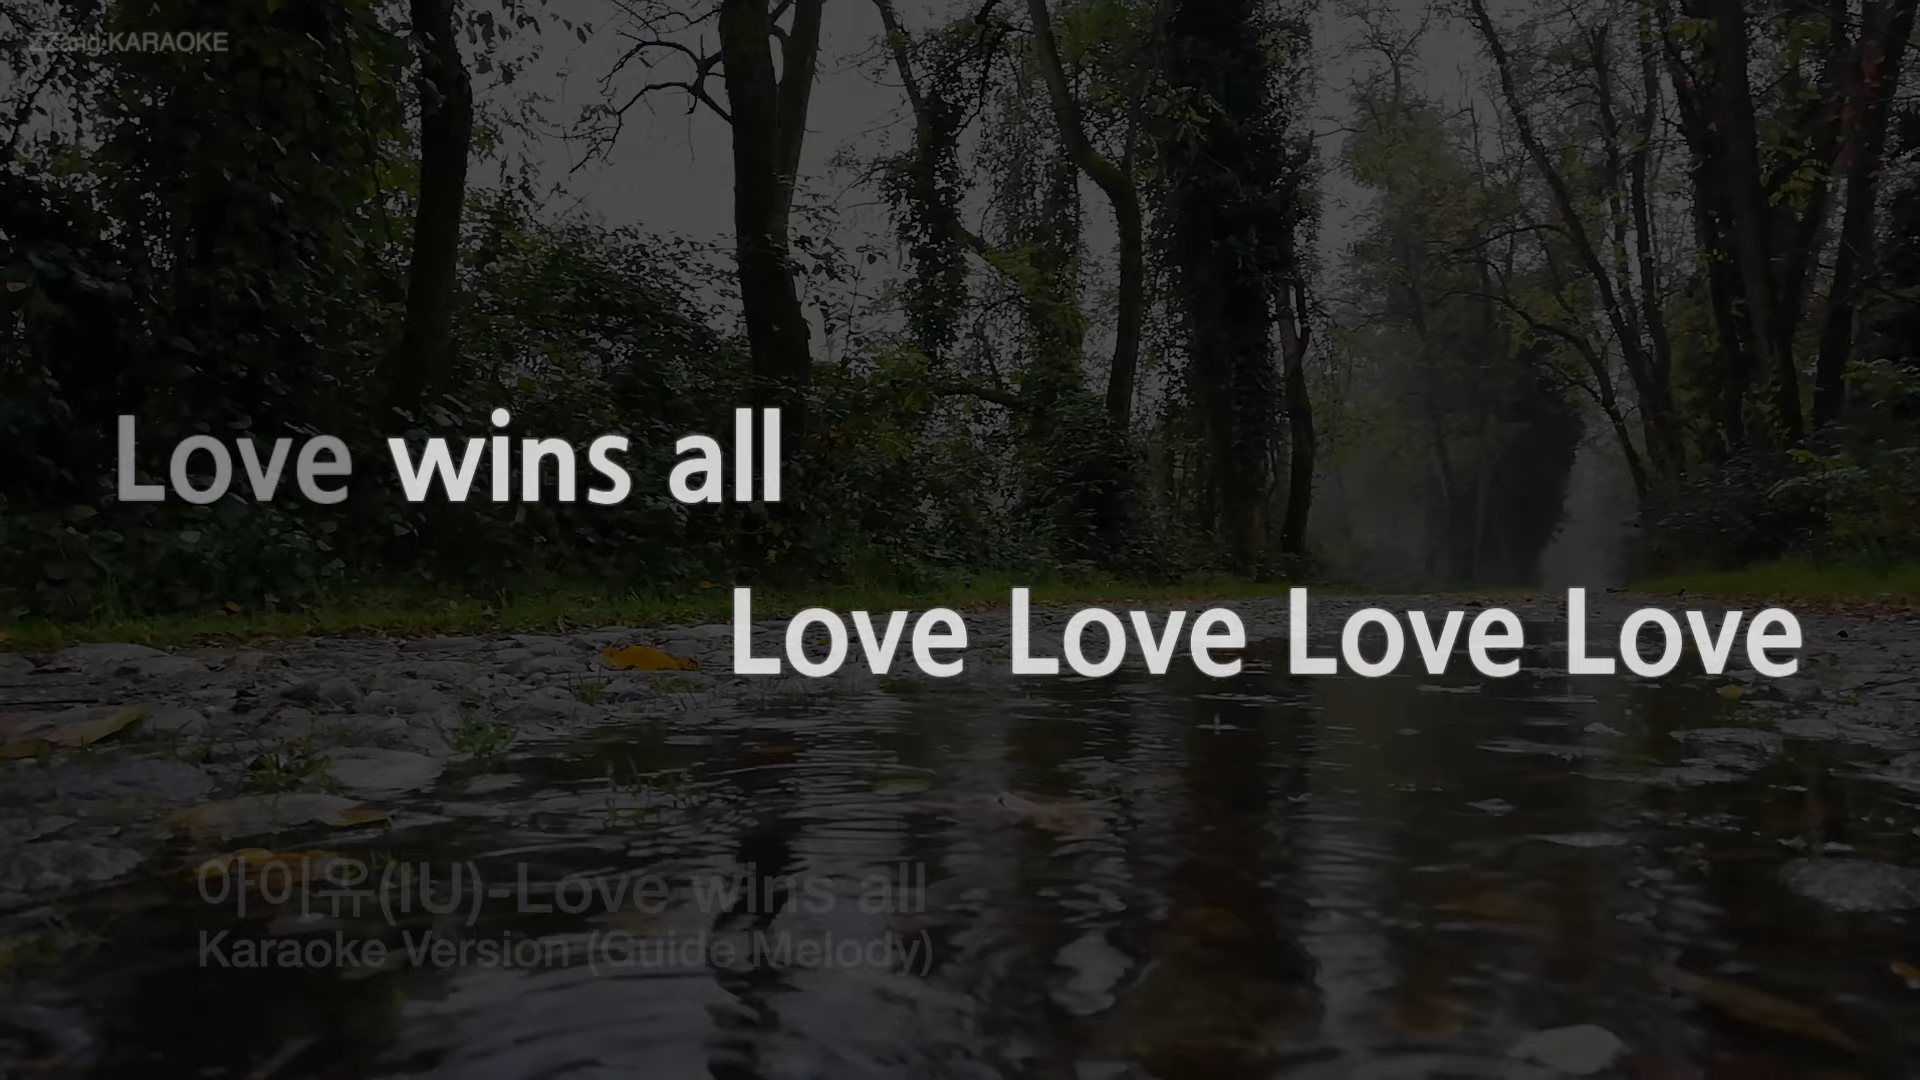 ZZang KARAOKE
Love wins all
Love Love Love Love
아이유(IU)-Love wins all
Karaoke Version (Guide Melody)